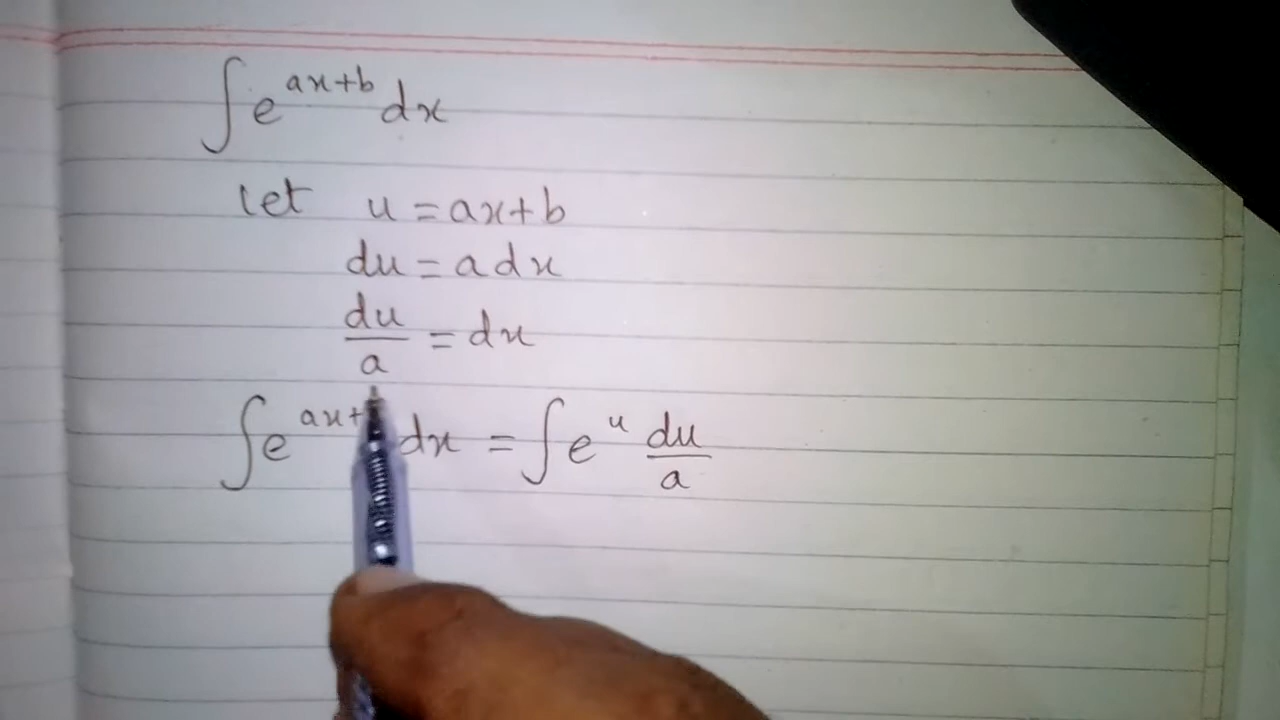 ∫e^{ax+b} dx
let u = ax+b
du = a dx
du/a = dx
∫e^{ax+} dx = ∫e^u du/a